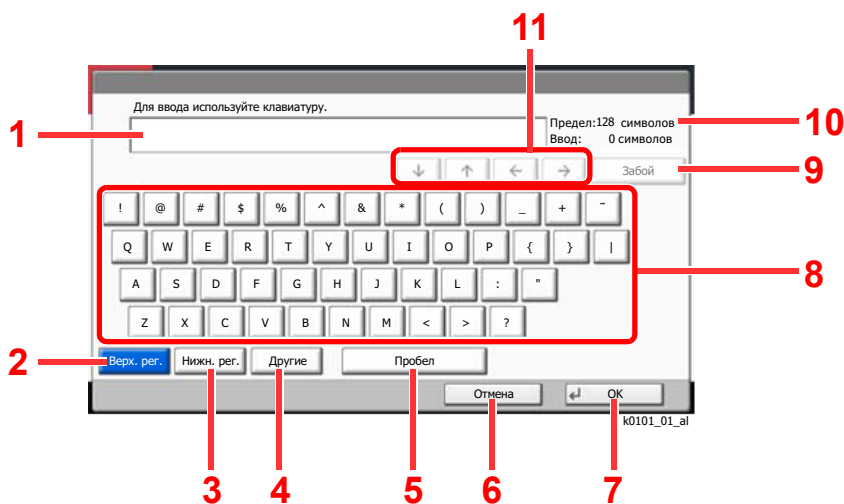 11
Для ввода используйте клавиатуру.
1
Предел:128 символов
10
Ввод: 0 символов
↓ ↑ ← → Забой
9
! @ # $ % ^ & * ( ) _ + ~
Q W E R T Y U I O P { } |
8
A S D F G H J K L : "
Z X C V B N M < > ?
2
Верх. рег. Нижн. рег. Другие Пробел
Отмена ↵ OK
k0101_01_al
3 4 5 6 7